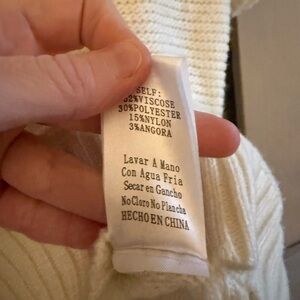 SELF:
52%VISCOSE
30%POLYESTER
15%NYLON
3%ANGORA
Lavar A Mano
Con Agua Fria
Secar en Gancho
No Cloro No Plancha
HECHO EN CHINA